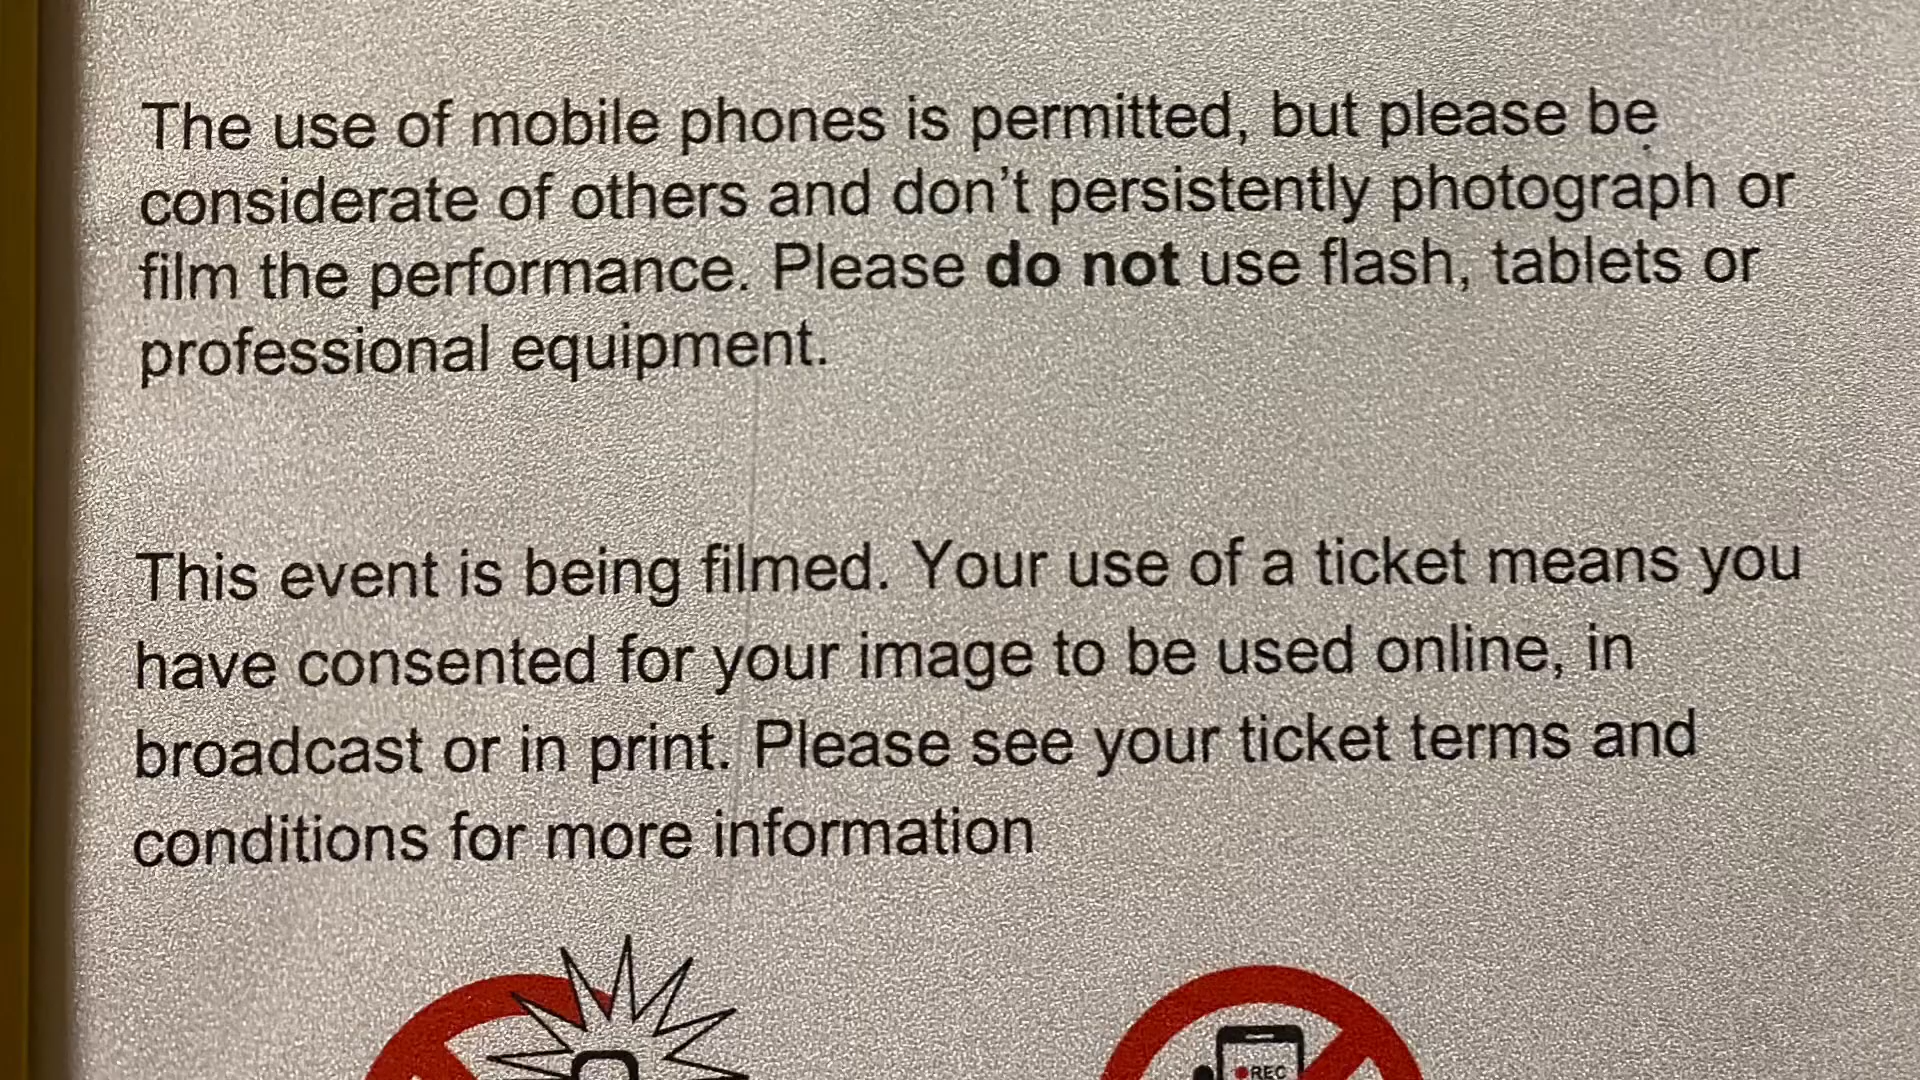 The use of mobile phones is permitted, but please be
considerate of others and don’t persistently photograph or
film the performance. Please do not use flash, tablets or
professional equipment.
This event is being filmed. Your use of a ticket means you
have consented for your image to be used online, in
broadcast or in print. Please see your ticket terms and
conditions for more information
REC